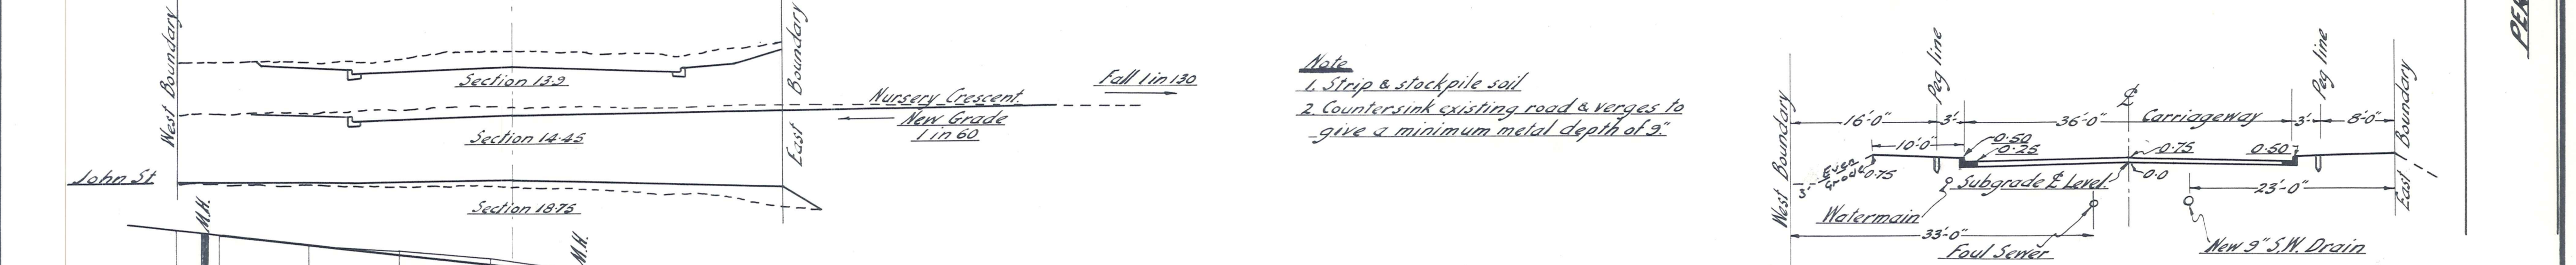 West Boundary
Section 13·9
Boundary
East
Section 14·45
Nursery Crescent
New Grade
1 in 60
Fall 1 in 130
John St
Section 18·75
M.H.
M.H.
Note
1. Strip & stockpile soil
2. Countersink existing road & verges to
give a minimum metal depth of 9."
West Boundary
Peg line
℄
Peg line
East Boundary
16'-0" 3'- 36'-0" Carriageway 3'- 8'-0"
10'-0" 0·50 0·25 0·75 0·50
3' Even Grade 0·75
Subgrade ℄ Level 0·0
23'-0"
Watermain
33'-0"
Foul Sewer
New 9" S.W. Drain